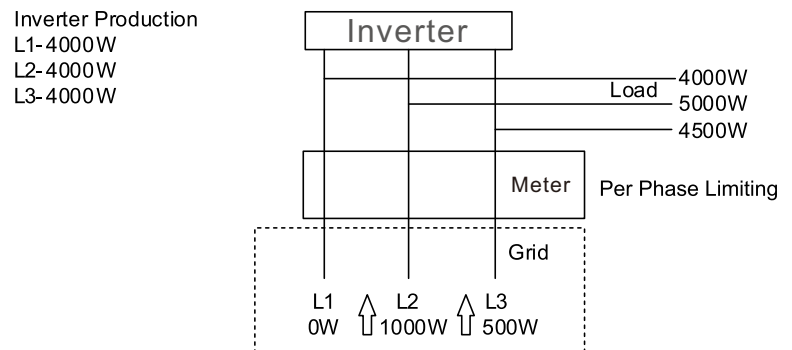 Inverter Production
L1-4000W
L2-4000W
L3-4000W
Inverter
4000W
Load
5000W
4500W
Meter
Per Phase Limiting
Grid
L1 L2 L3
0W 1000W 500W